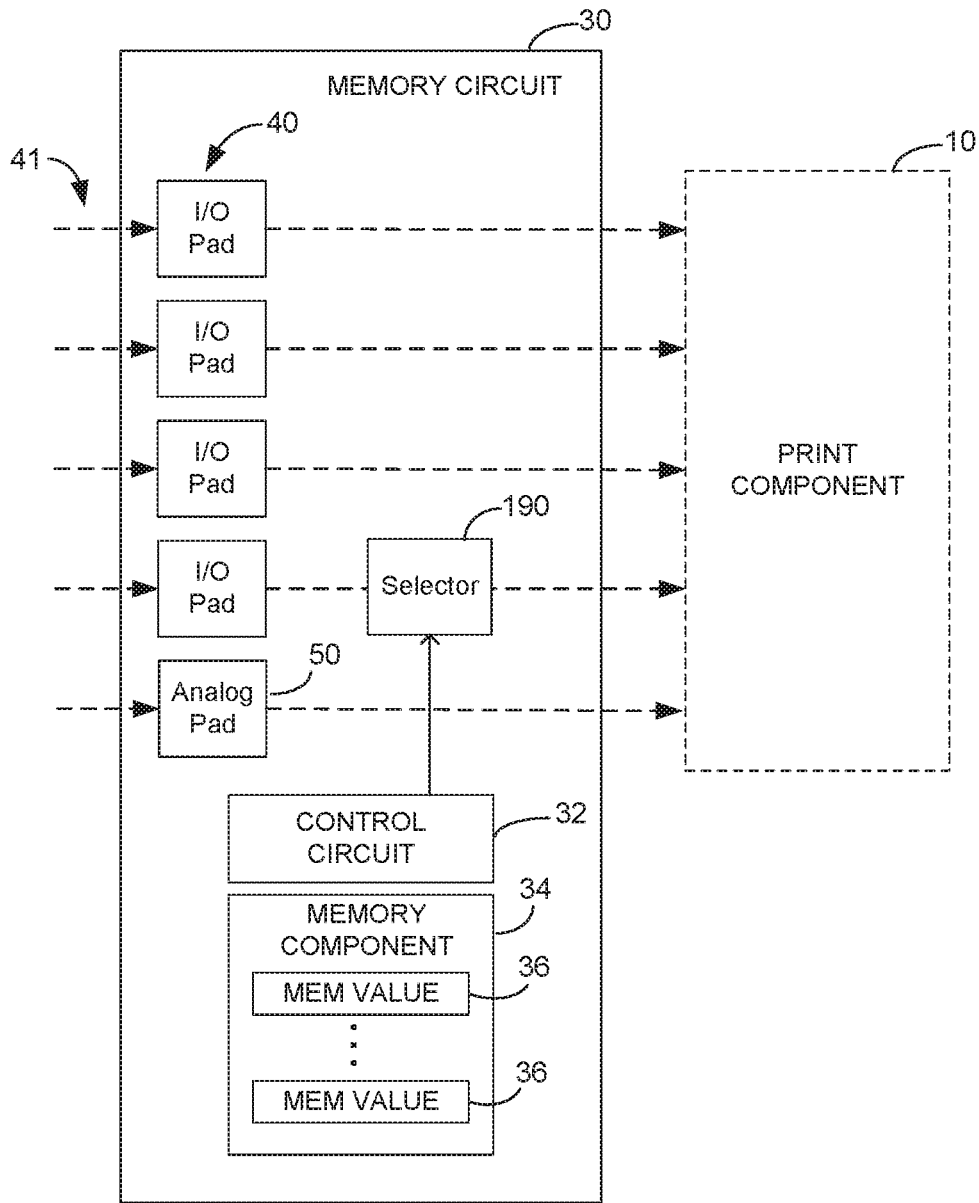 30
MEMORY CIRCUIT
40
41
10
I/O
Pad
I/O
Pad
I/O
Pad
PRINT
COMPONENT
190
I/O
Pad
Selector
50
Analog
Pad
CONTROL
CIRCUIT
32
34
MEMORY
COMPONENT
36
MEM VALUE
36
MEM VALUE